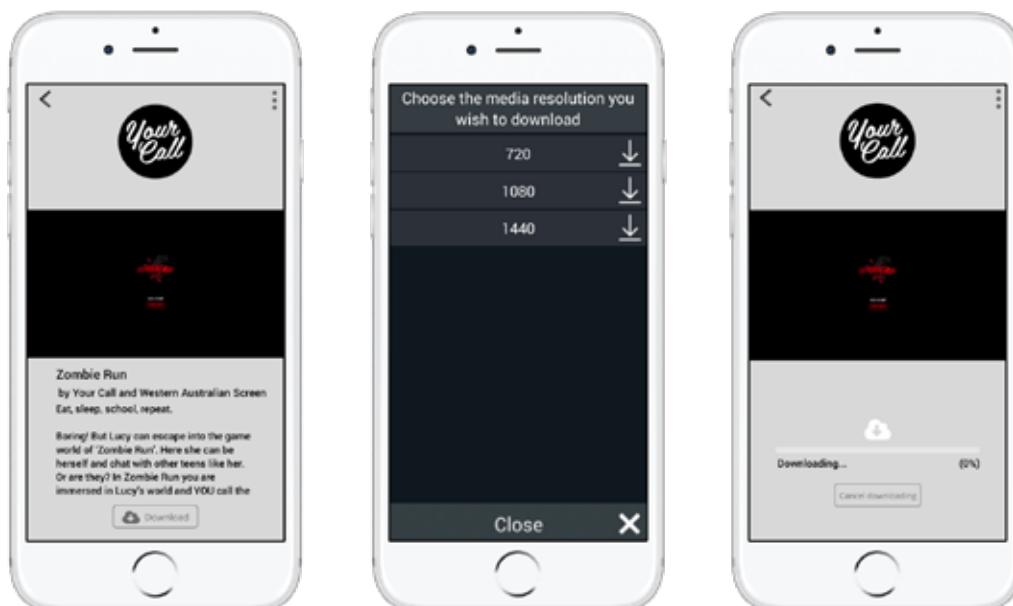 Your
Call
Zombie Run
by Your Call and Western Australian Screen
Eat, sleep, school, repeat.
Boring! But Lucy can escape into the game
world of 'Zombie Run'. Here she can be
herself and chat with other teens like her.
Or are they? In Zombie Run you are
immersed in Lucy's world and YOU call the
Download
Choose the media resolution you
wish to download
720
1080
1440
Close
Your
Call
Downloading...
(0%)
Cancel downloading